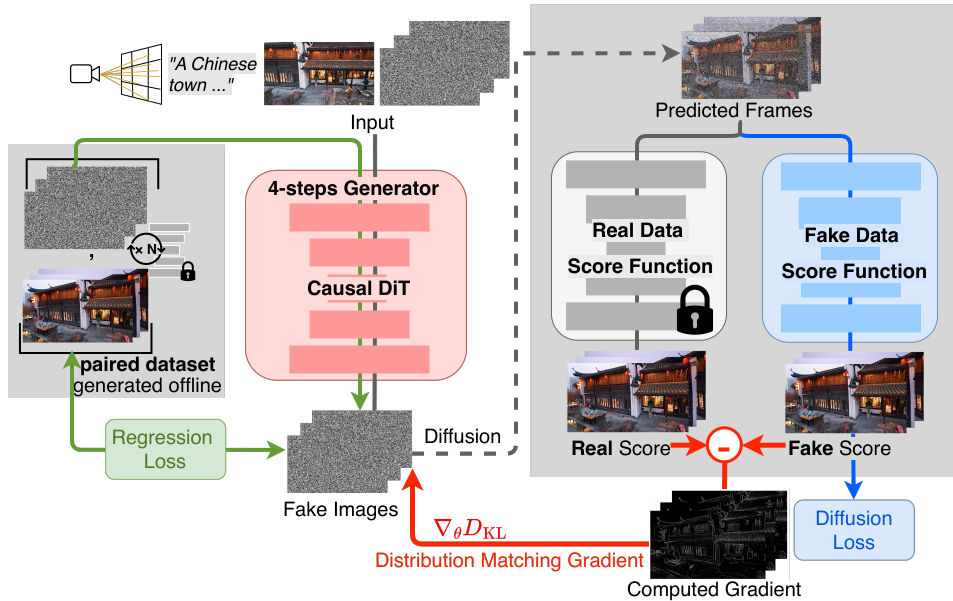 "A Chinese
town ..."
Input
Predicted Frames
4-steps Generator
Causal DiT
Real Data
Score Function
Fake Data
Score Function
× N
,
paired dataset
generated offline
Regression
Loss
Diffusion
Fake Images
Real Score
-
Fake Score
∇θDKL
Distribution Matching Gradient
Computed Gradient
Diffusion
Loss